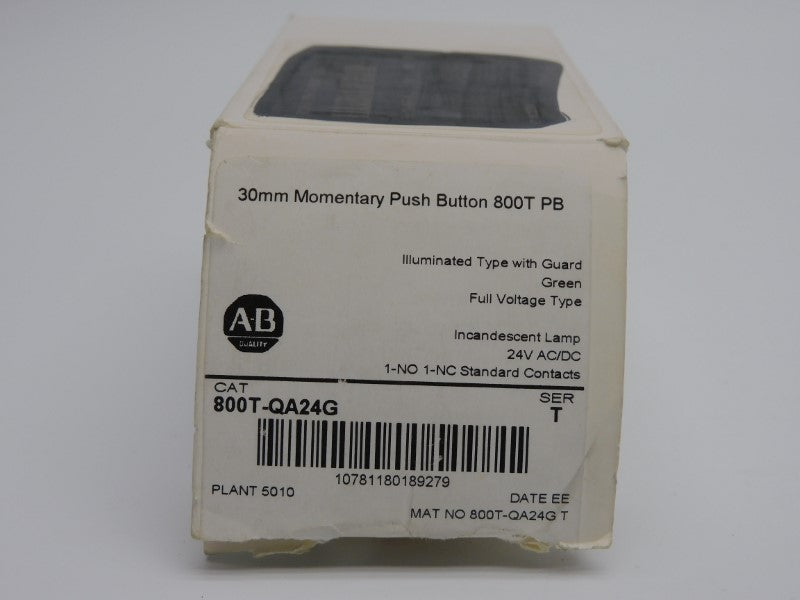 30mm Momentary Push Button 800T PB
Illuminated Type with Guard
Green
Full Voltage Type
A-B
QUALITY
Incandescent Lamp
24V AC/DC
1-NO 1-NC Standard Contacts
CAT
SER
800T-QA24G
T
10781180189279
PLANT 5010
DATE EE
MAT NO 800T-QA24G T